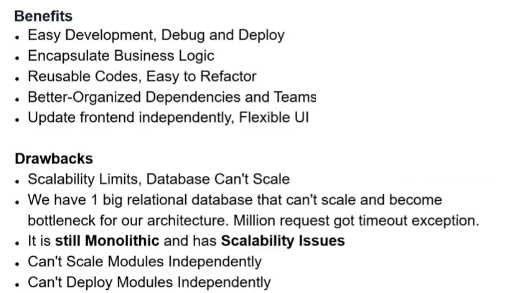 Benefits
• Easy Development, Debug and Deploy
• Encapsulate Business Logic
• Reusable Codes, Easy to Refactor
• Better-Organized Dependencies and Teams
• Update frontend independently, Flexible UI
Drawbacks
• Scalability Limits, Database Can't Scale
• We have 1 big relational database that can't scale and become
bottleneck for our architecture. Million request got timeout exception.
• It is still Monolithic and has Scalability Issues
• Can't Scale Modules Independently
• Can't Deploy Modules Independently